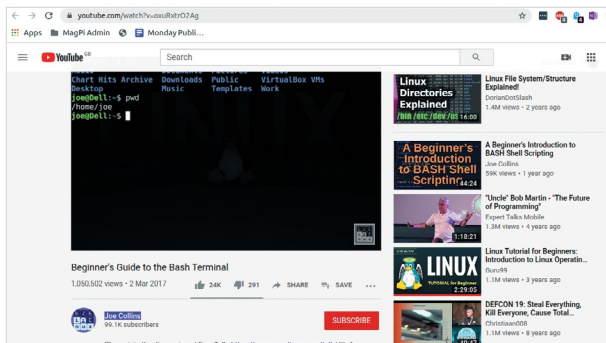 youtube.com/watch?v=oxuRxtrO2Ag
Apps MagPi Admin Monday Publi...
YouTube GB
Search
Chart Hits Archive Downloads Pictures VirtualBox VMs
Desktop Music Templates Work
joe@Dell:~$ pwd
/home/joe
joe@Dell:~$
Beginner's Guide to the Bash Terminal
1,050,502 views • 2 Mar 2017
24K 291 SHARE SAVE ...
Joe Collins
99.1K subscribers
SUBSCRIBE
Linux
Directories
Explained
/bin /etc /dev /us 16:00
Linux File System/Structure
Explained!
DorianDotSlash
1.4M views • 2 years ago
A Beginner's
Introduction
to BASH Shell
Scripting
44:24
A Beginner's Introduction to
BASH Shell Scripting
Joe Collins
59K views • 1 year ago
1:18:21
"Uncle" Bob Martin - "The Future
of Programming"
Expert Talks Mobile
1.3M views • 4 years ago
LINUX
TUTORIAL for Beginner
2:29:05
Linux Tutorial for Beginners:
Introduction to Linux Operatin...
Guru99
1.1M views • 3 years ago
DEFCON 19: Steal Everything,
Kill Everyone, Cause Total...
Christiaan008
1.1M views • 8 years ago